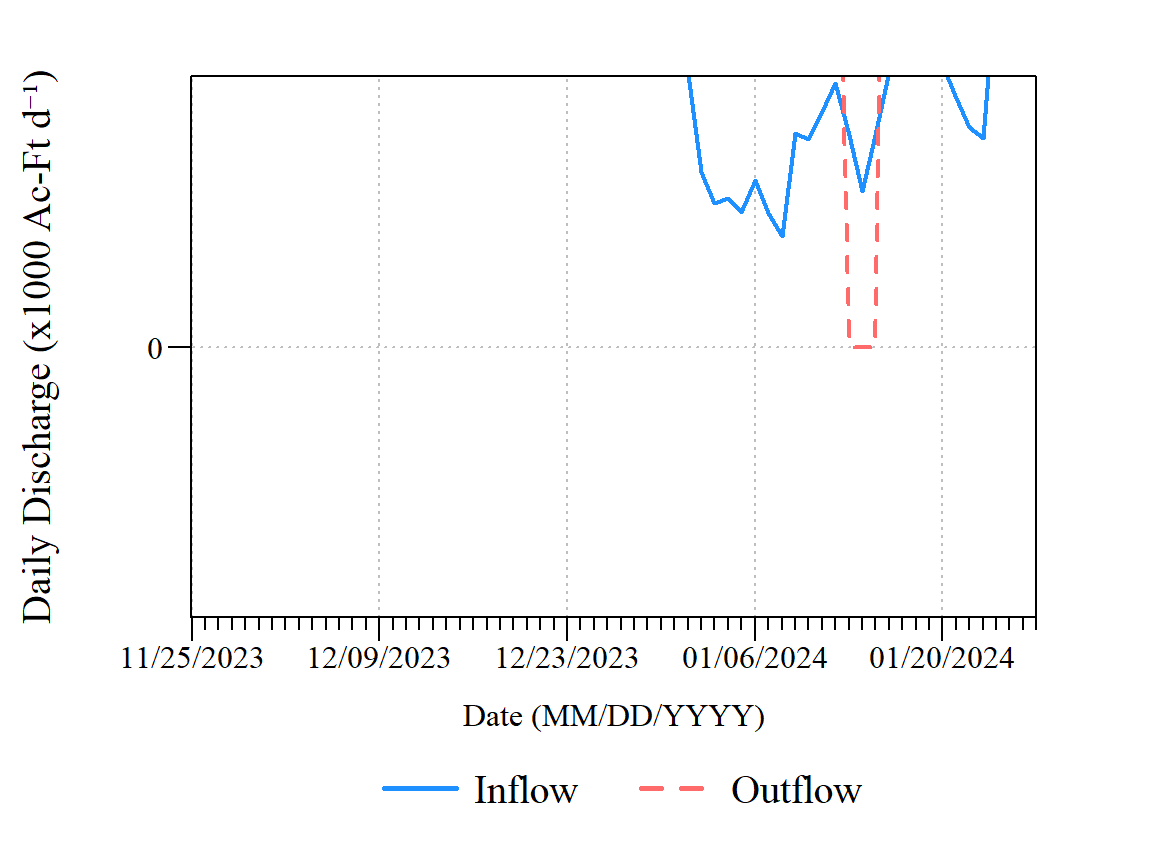 Daily Discharge (x1000 Ac-Ft d⁻¹)
0
11/25/2023 12/09/2023 12/23/2023 01/06/2024 01/20/2024
Date (MM/DD/YYYY)
Inflow Outflow